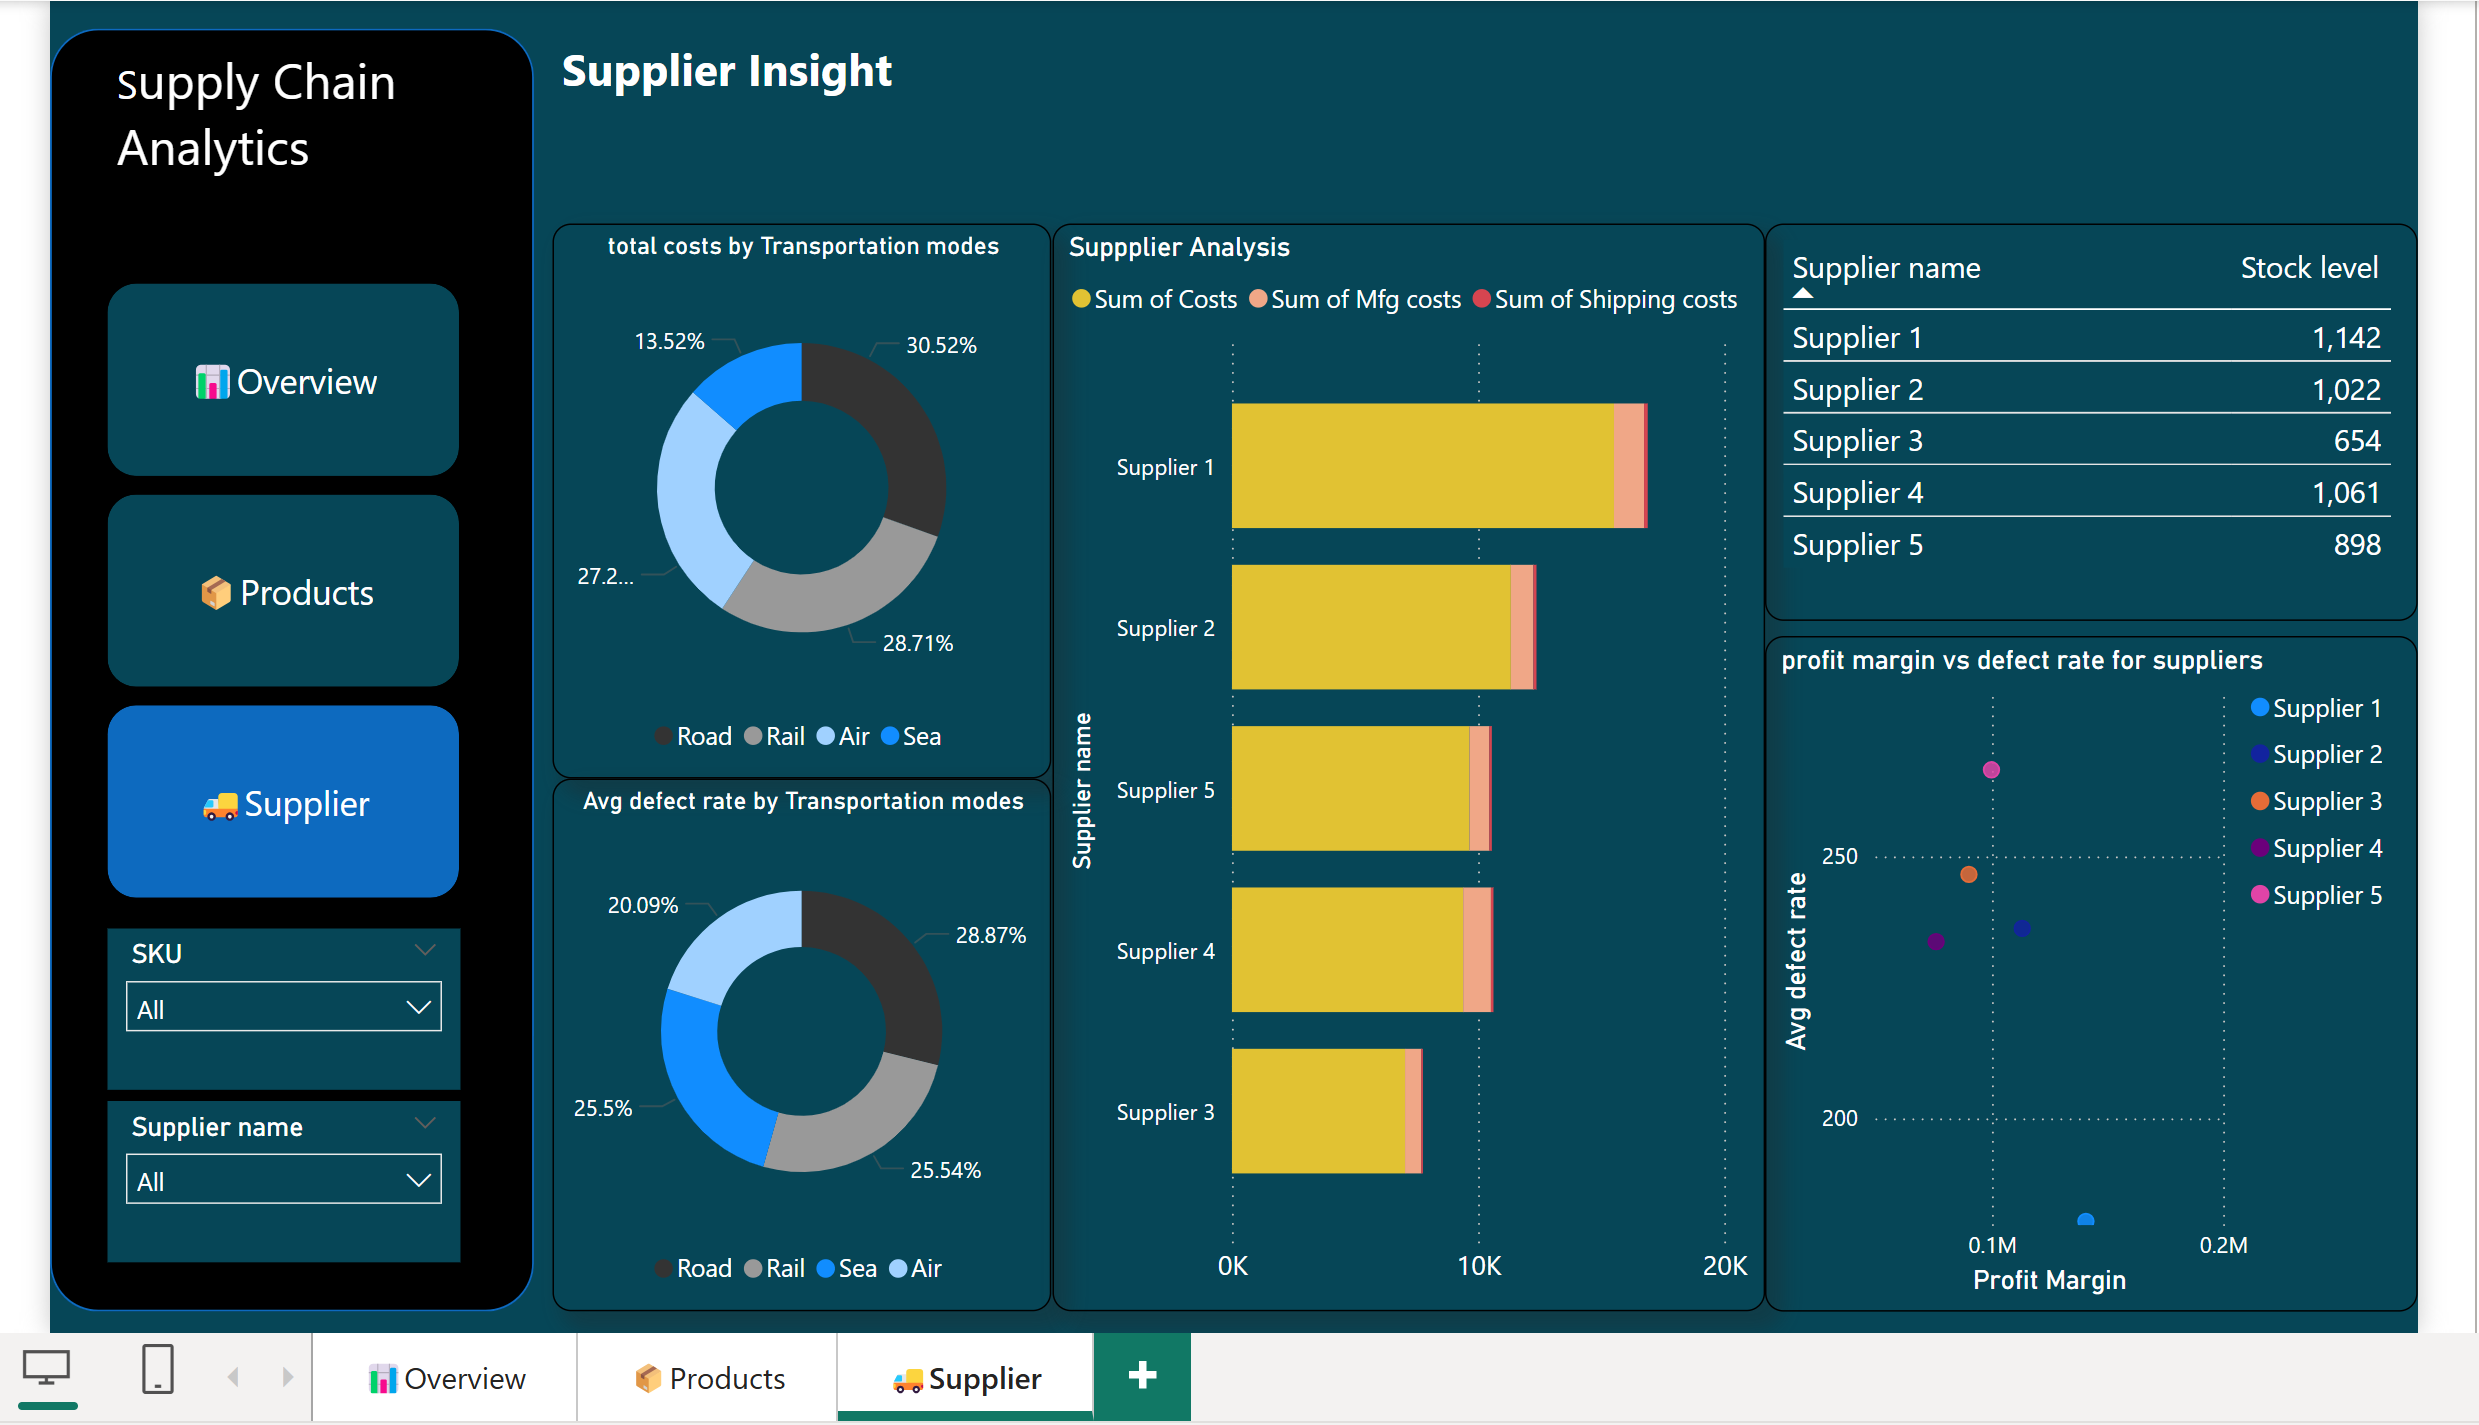 Supply Chain
Analytics
Overview
Products
Supplier
SKU
All
Supplier name
All
Supplier Insight
total costs by Transportation modes
13.52%
30.52%
27.2...
28.71%
Road Rail Air Sea
Avg defect rate by Transportation modes
20.09%
28.87%
25.5%
25.54%
Road Rail Sea Air
Suppplier Analysis
Sum of Costs Sum of Mfg costs Sum of Shipping costs
Supplier name
Supplier 1
Supplier 2
Supplier 5
Supplier 4
Supplier 3
0K 10K 20K
Supplier name Stock level
Supplier 1 1,142
Supplier 2 1,022
Supplier 3 654
Supplier 4 1,061
Supplier 5 898
profit margin vs defect rate for suppliers
Supplier 1
Supplier 2
Supplier 3
Supplier 4
Supplier 5
Avg defect rate
250
200
0.1M 0.2M
Profit Margin
Overview Products Supplier